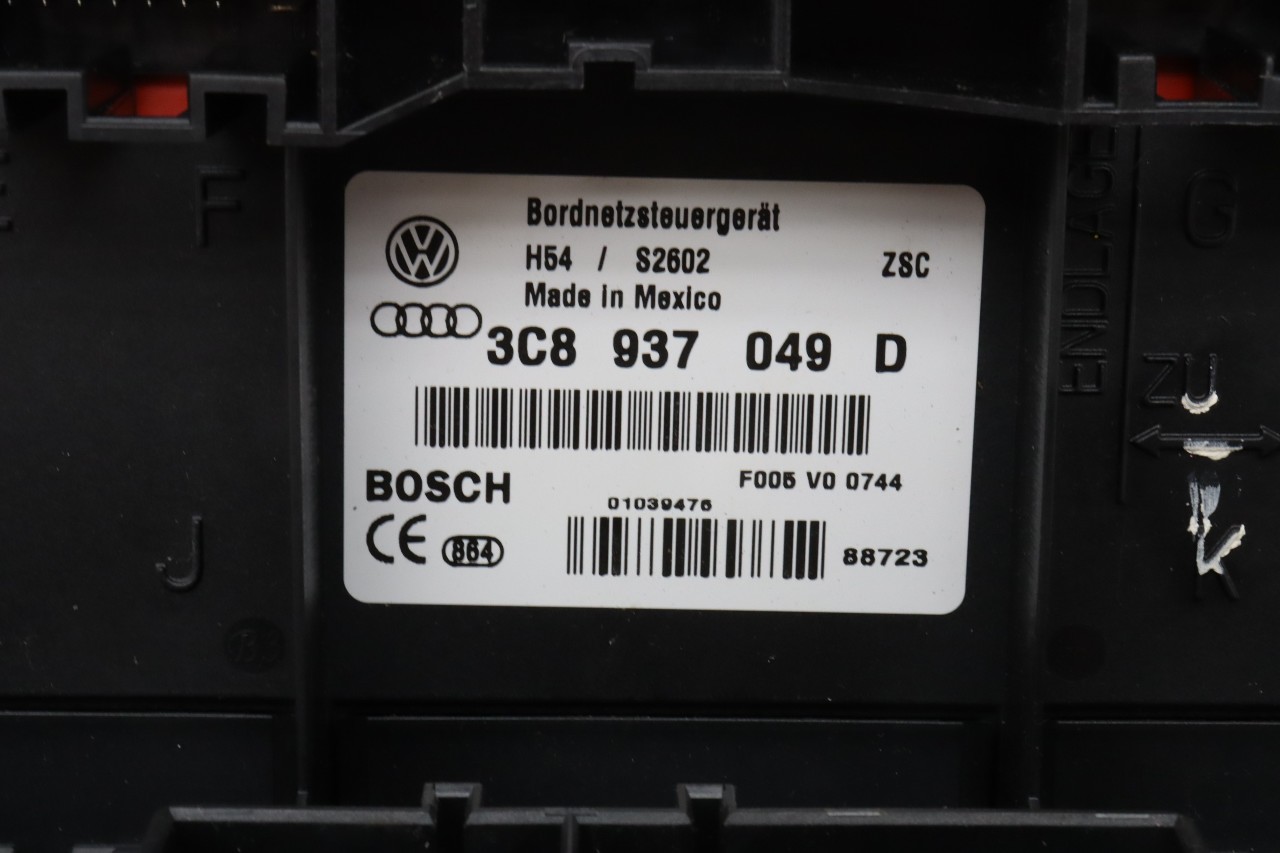 Bordnetzsteuergerät
H54 / S2602 ZSC
Made in Mexico
3C8 937 049 D
BOSCH
F005 V0 0744
01039476
CE 864
88723
F
J
ENDLAGE
G
ZU
K